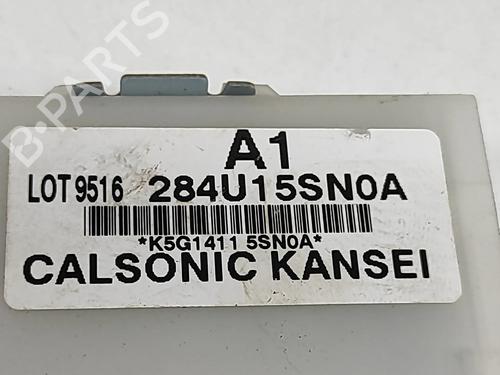 B-PARTS
A1
LOT 9516 284U15SN0A
*K5G1411 5SN0A*
CALSONIC KANSEI